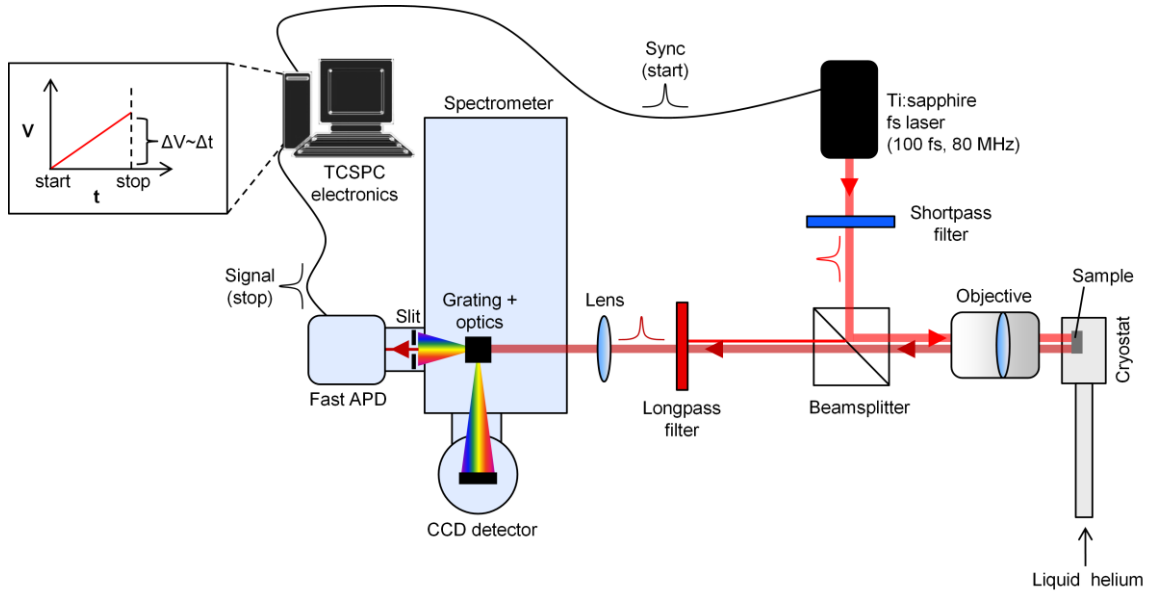 Sync
(start)
Ti:sapphire
fs laser
(100 fs, 80 MHz)
V
ΔV~Δt
start
stop
t
TCSPC
electronics
Spectrometer
Shortpass
filter
Signal
(stop)
Slit
Grating +
optics
Lens
Objective
Sample
Cryostat
Fast APD
Longpass
filter
Beamsplitter
CCD detector
Liquid helium